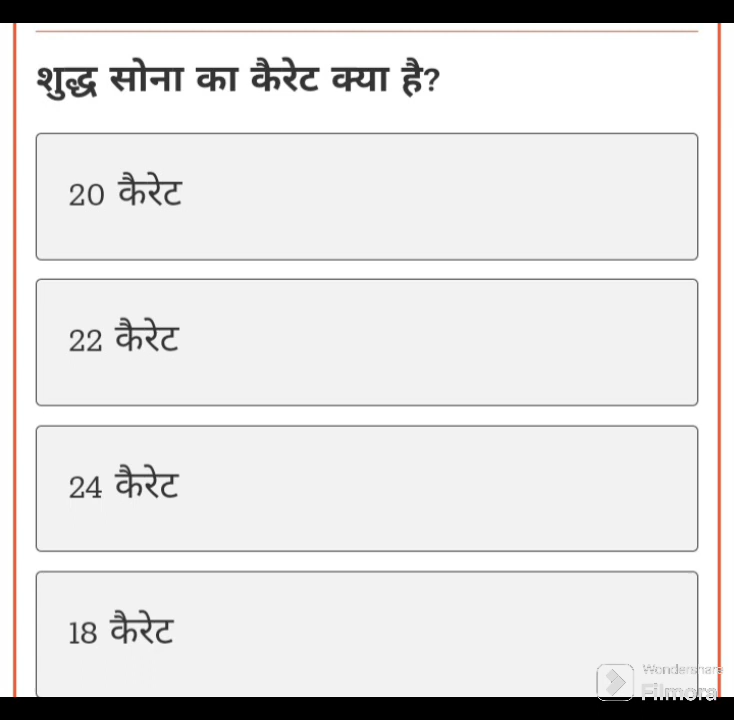 शुद्ध सोना का कैरेट क्या है?
20 कैरेट
22 कैरेट
24 कैरेट
18 कैरेट
Wondershare
Filmora